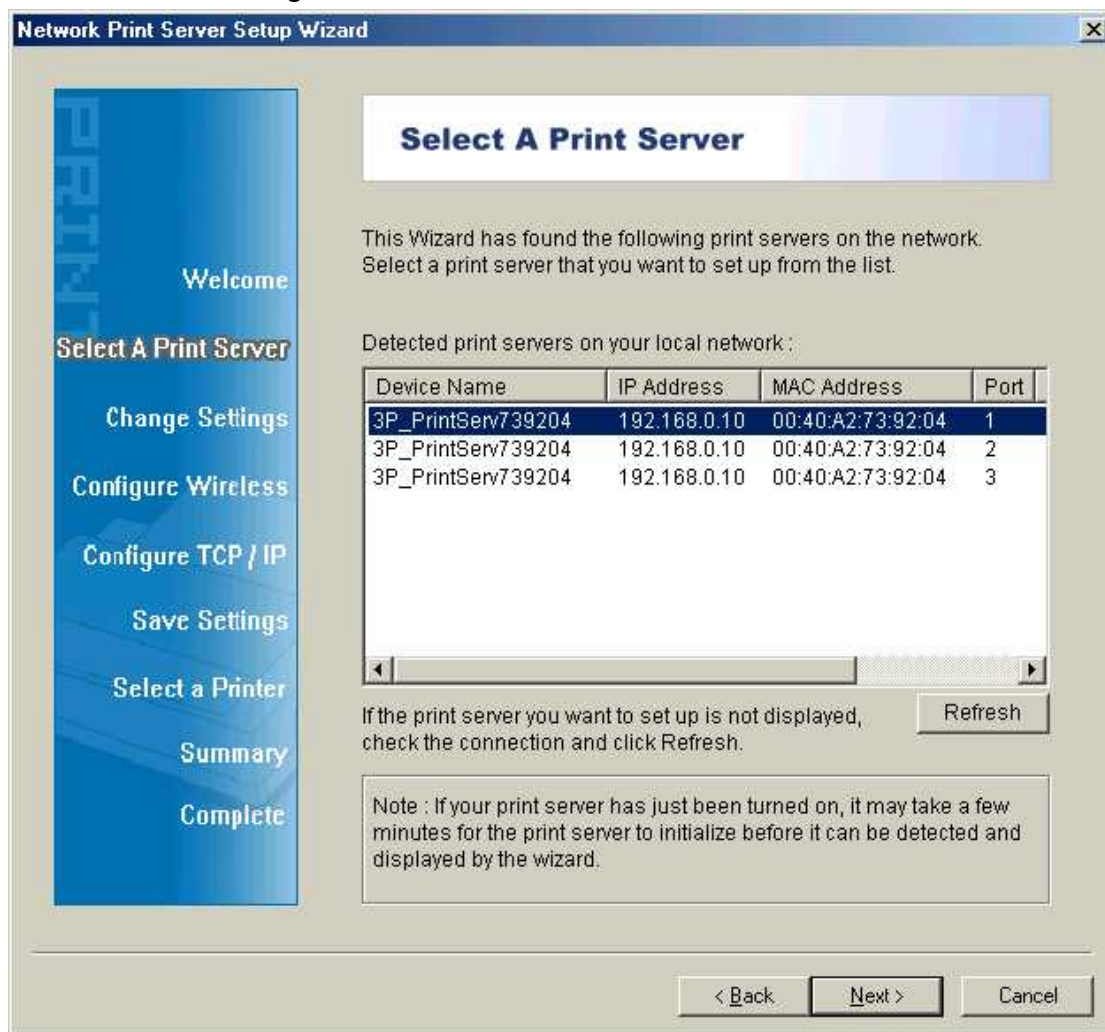 Network Print Server Setup Wizard
PRINT
Welcome
Select A Print Server
Change Settings
Configure Wireless
Configure TCP / IP
Save Settings
Select a Printer
Summary
Complete
Select A Print Server
This Wizard has found the following print servers on the network.
Select a print server that you want to set up from the list.
Detected print servers on your local network :
Device Name IP Address MAC Address Port
3P_PrintServ739204 192.168.0.10 00:40:A2:73:92:04 1
3P_PrintServ739204 192.168.0.10 00:40:A2:73:92:04 2
3P_PrintServ739204 192.168.0.10 00:40:A2:73:92:04 3
If the print server you want to set up is not displayed,
check the connection and click Refresh.
Refresh
Note : If your print server has just been turned on, it may take a few
minutes for the print server to initialize before it can be detected and
displayed by the wizard.
< Back Next > Cancel